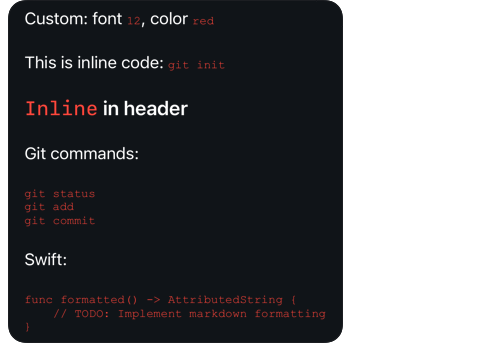 Custom: font 12, color red
This is inline code: git init
Inline in header
Git commands:
git status
git add
git commit
Swift:
func formatted() -> AttributedString {
    // TODO: Implement markdown formatting
}